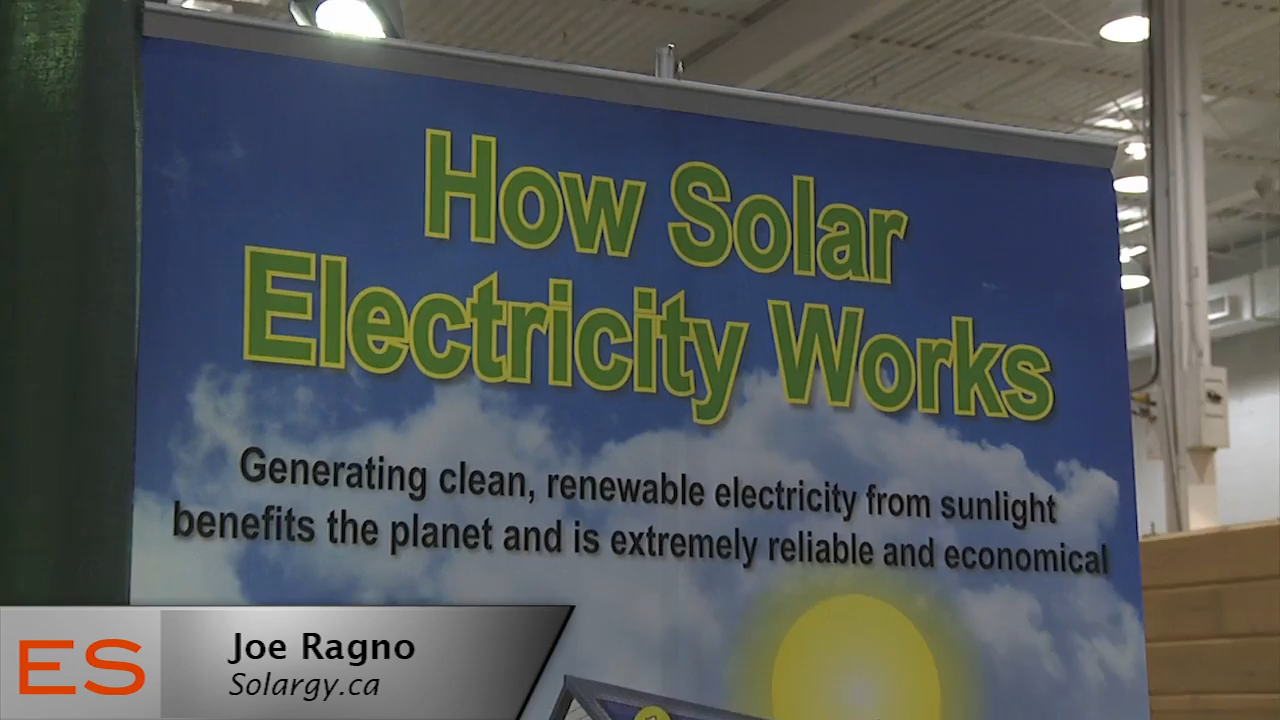 How Solar
Electricity Works
Generating clean, renewable electricity from sunlight
benefits the planet and is extremely reliable and economical
ES
Joe Ragno
Solargy.ca